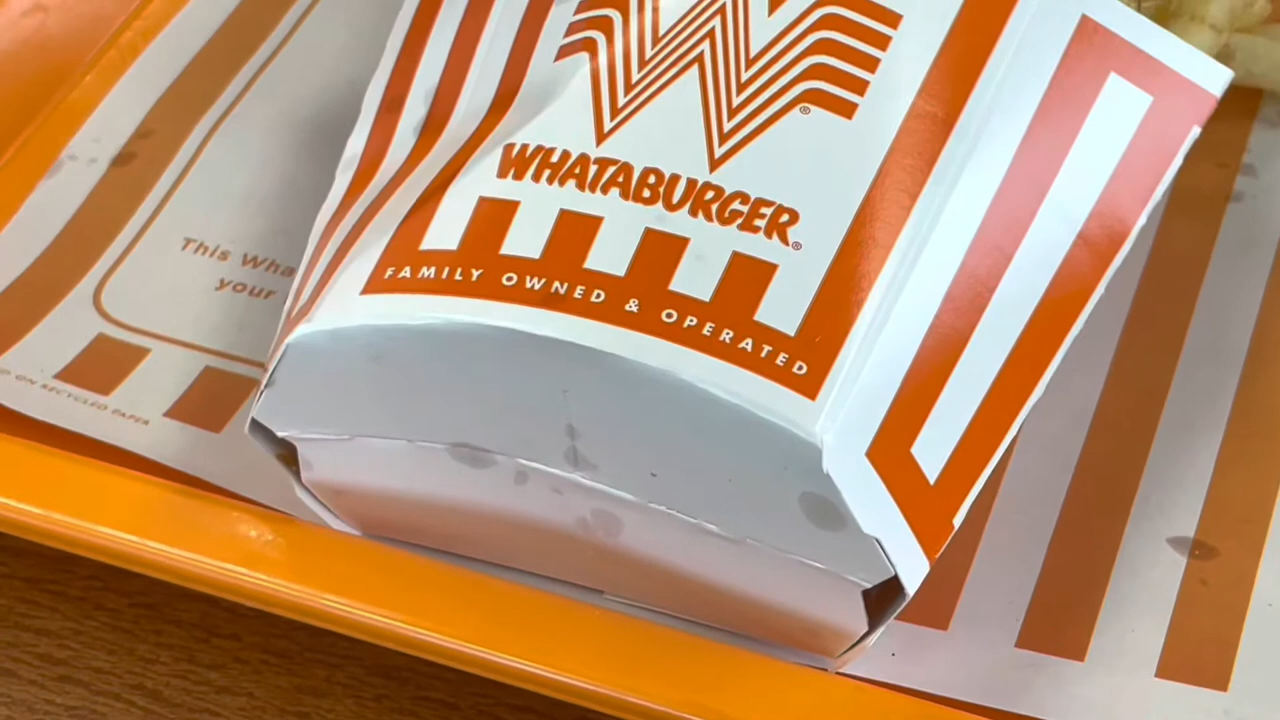 W®
WHATABURGER®
FAMILY OWNED & OPERATED
This Wha
your
ON RECYCLED PAPER